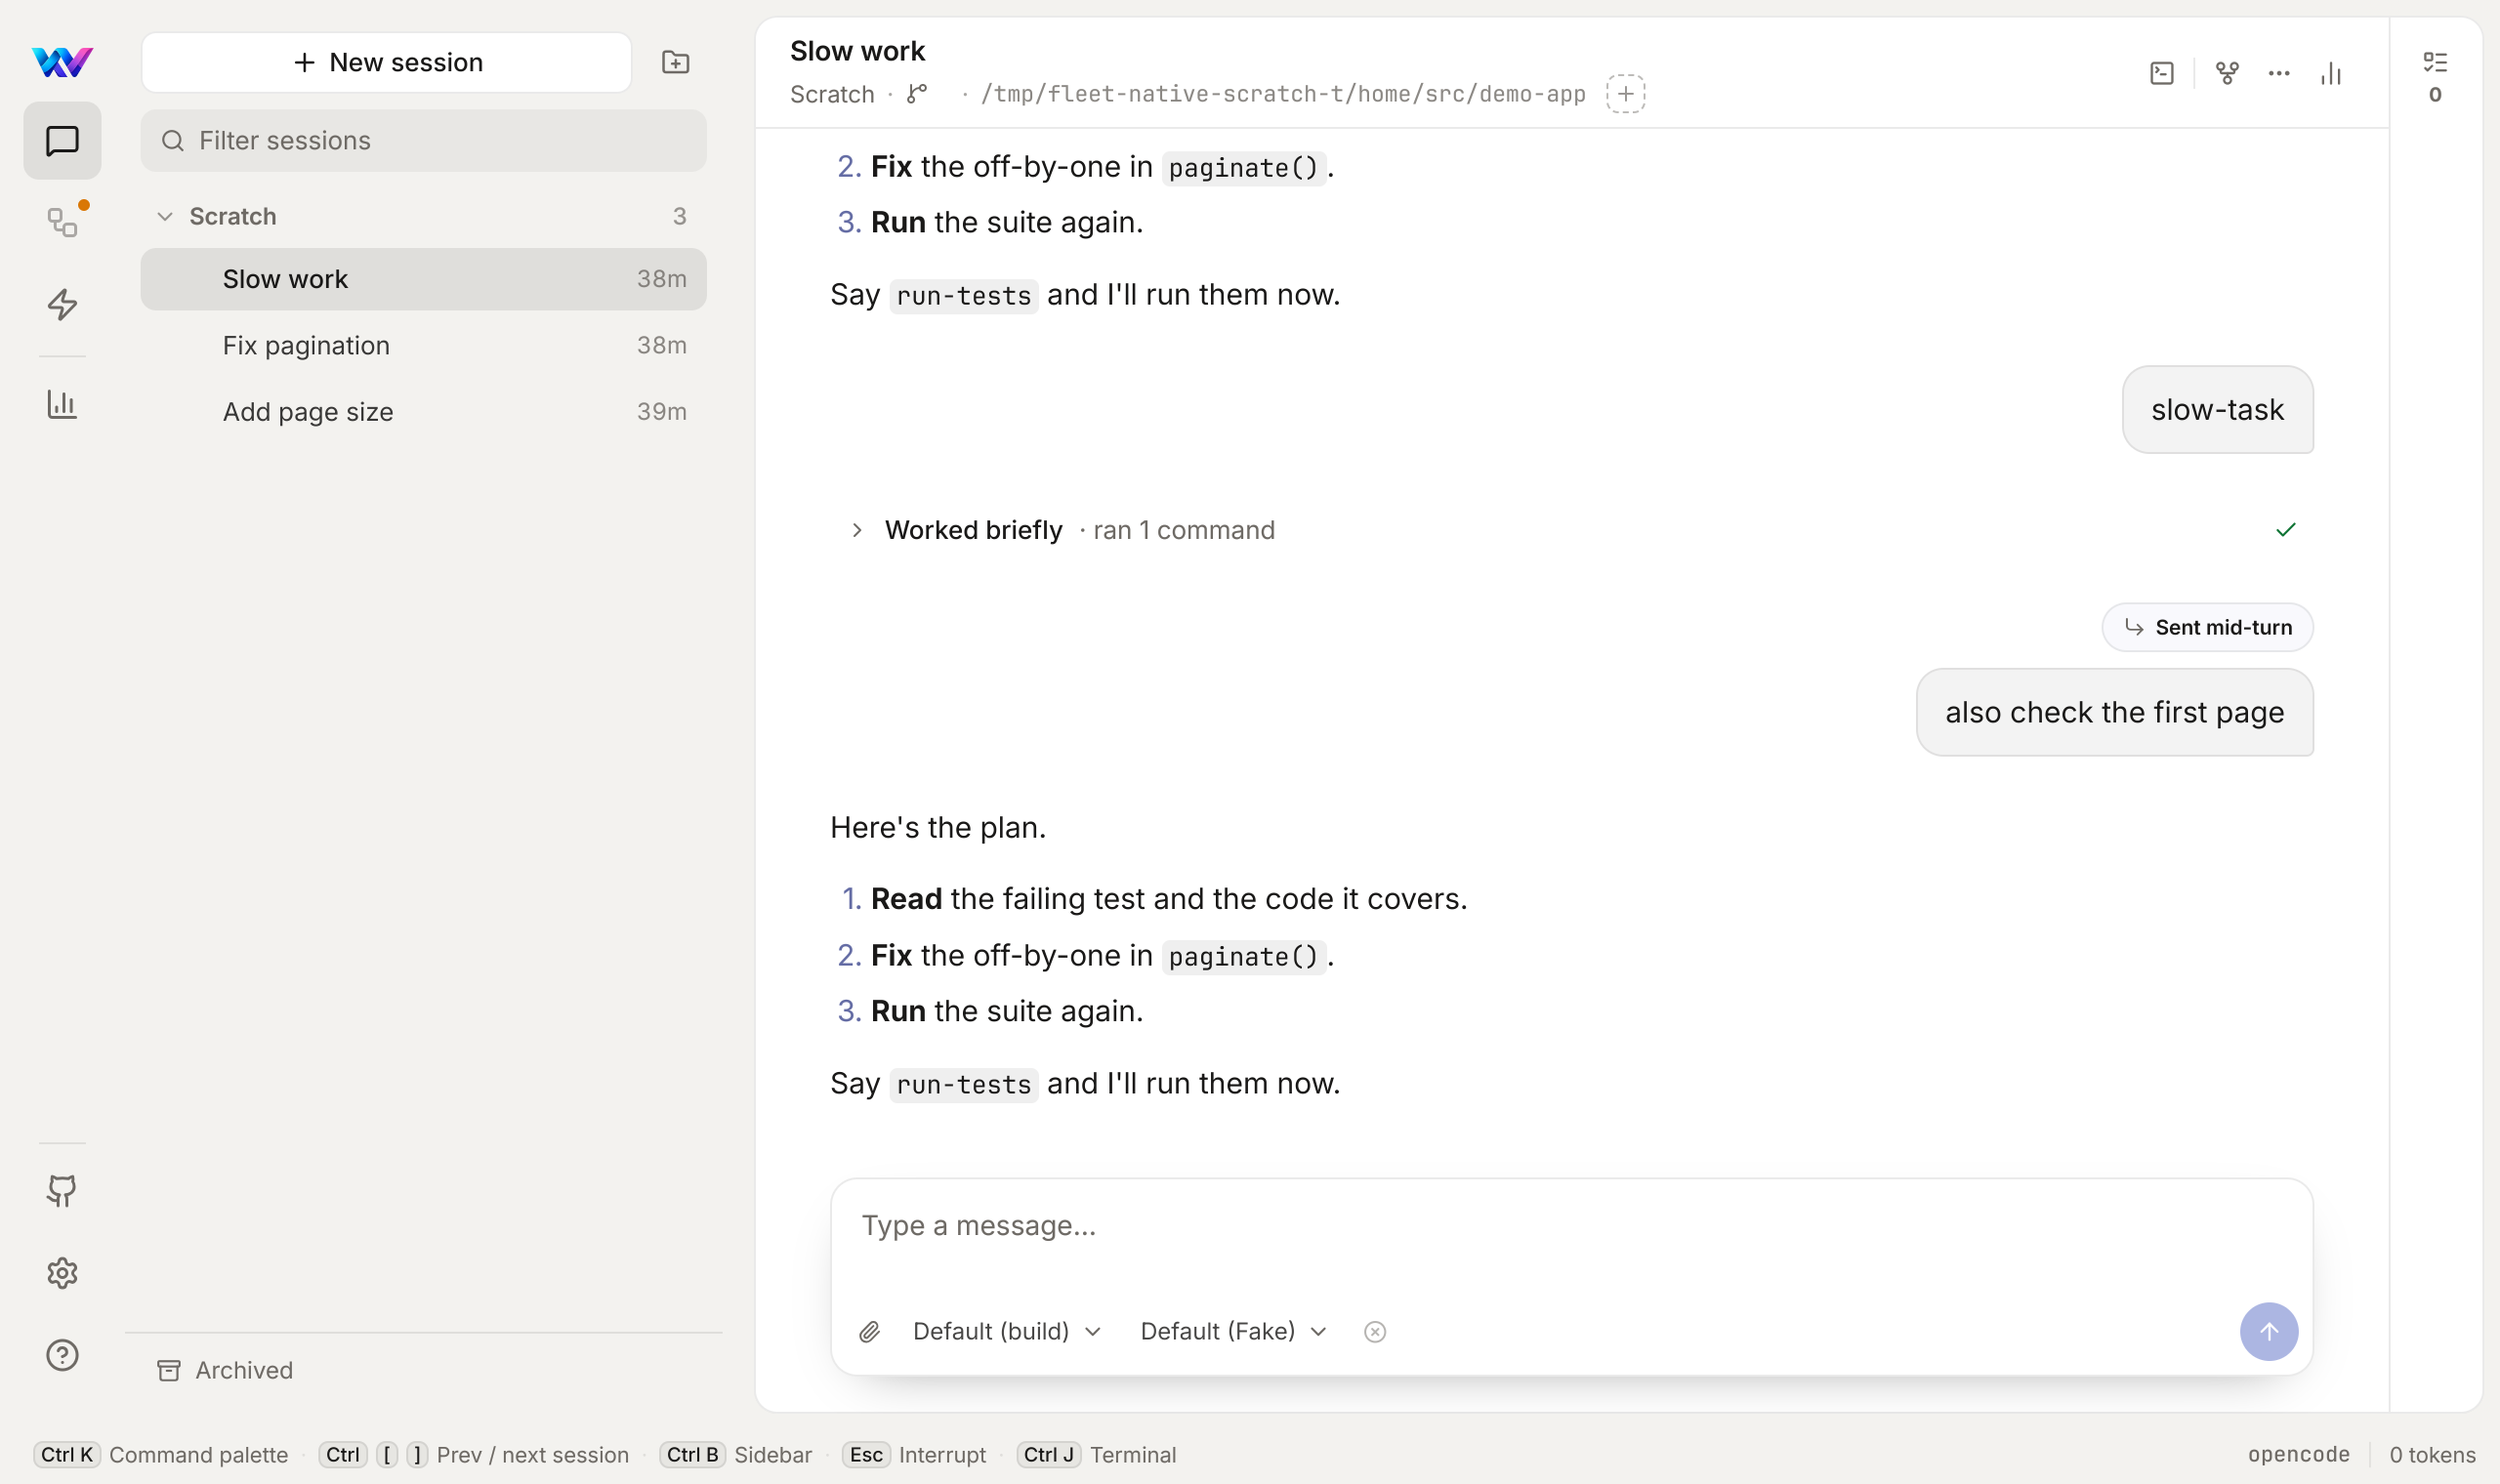 New session
Filter sessions
Scratch 3
Slow work 38m
Fix pagination 38m
Add page size 39m
Archived
Slow work
Scratch · · /tmp/fleet-native-scratch-t/home/src/demo-app
0
2. Fix the off-by-one in paginate().
3. Run the suite again.
Say run-tests and I'll run them now.
slow-task
Worked briefly · ran 1 command
Sent mid-turn
also check the first page
Here's the plan.
1. Read the failing test and the code it covers.
2. Fix the off-by-one in paginate().
3. Run the suite again.
Say run-tests and I'll run them now.
Type a message...
Default (build) Default (Fake)
Ctrl K Command palette · Ctrl [ ] Prev / next session · Ctrl B Sidebar · Esc Interrupt · Ctrl J Terminal
opencode 0 tokens